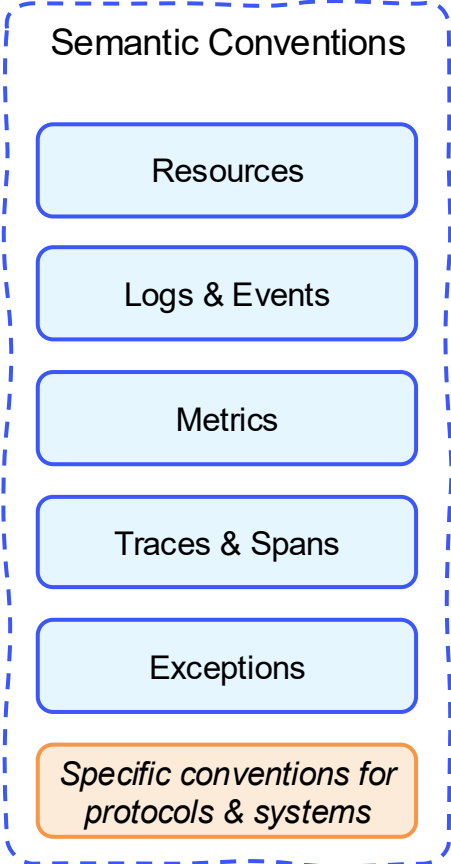 Semantic Conventions
Resources
Logs & Events
Metrics
Traces & Spans
Exceptions
Specific conventions for
protocols & systems